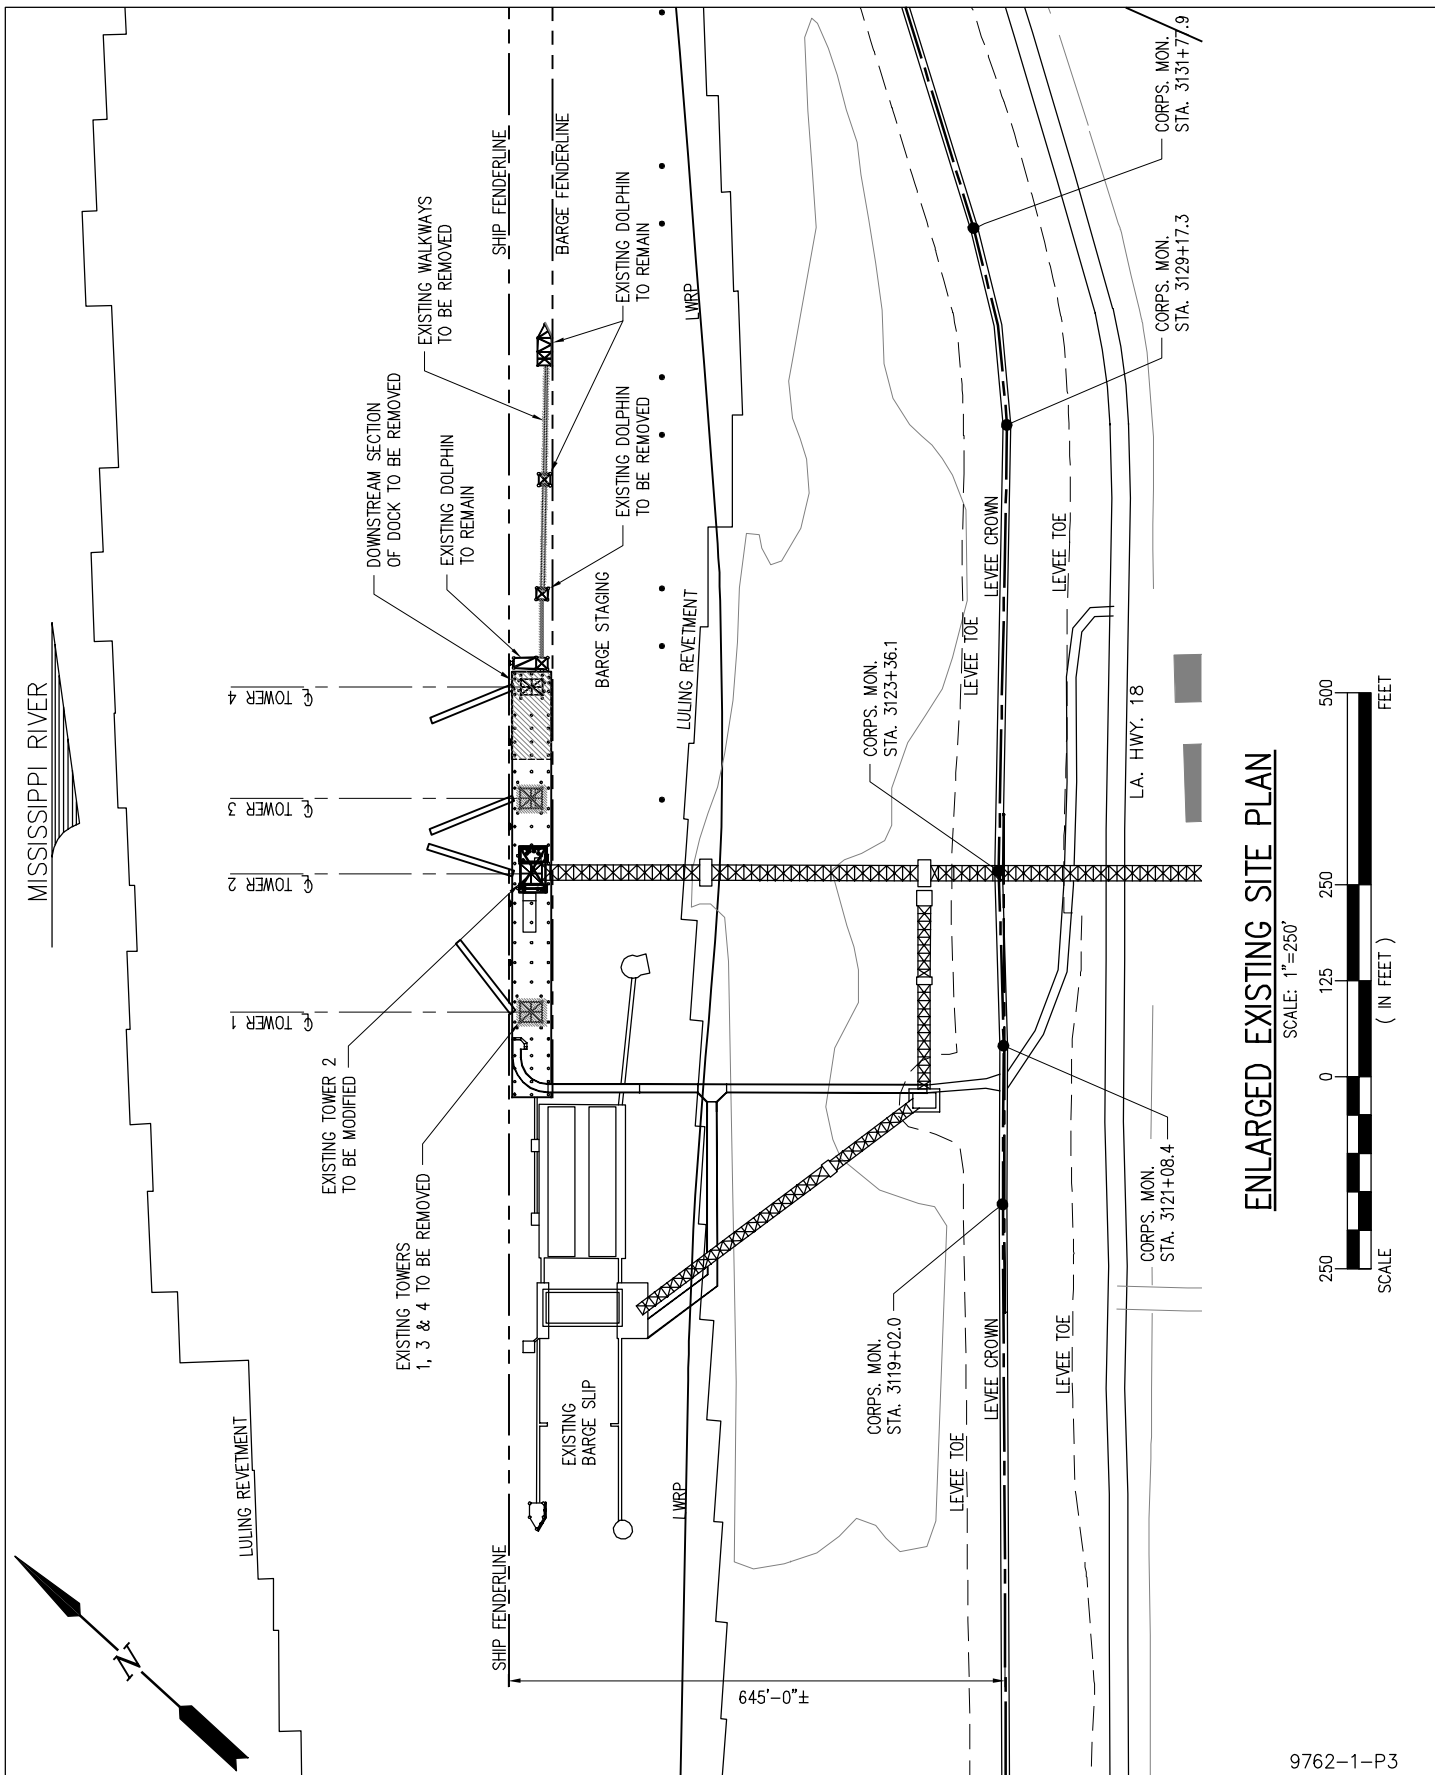 MISSISSIPPI RIVER
LULING REVETMENT
N
℄ TOWER 1
℄ TOWER 2
℄ TOWER 3
℄ TOWER 4
EXISTING TOWER 2
TO BE MODIFIED
EXISTING TOWERS
1, 3 & 4 TO BE REMOVED
DOWNSTREAM SECTION
OF DOCK TO BE REMOVED
EXISTING WALKWAYS
TO BE REMOVED
EXISTING DOLPHIN
TO REMAIN
SHIP FENDERLINE
SHIP FENDERLINE
BARGE FENDERLINE
EXISTING DOLPHIN
TO REMAIN
EXISTING DOLPHIN
TO BE REMOVED
BARGE STAGING
EXISTING
BARGE SLIP
LWRP
LULING REVETMENT
LWRP
645'-0"±
CORPS. MON.
STA. 3119+02.0
CORPS. MON.
STA. 3123+36.1
LEVEE TOE
LEVEE TOE
LEVEE CROWN
LEVEE CROWN
LEVEE TOE
LEVEE TOE
CORPS. MON.
STA. 3121+08.4
CORPS. MON.
STA. 3129+17.3
CORPS. MON.
STA. 3131+77.9
LA. HWY. 18
ENLARGED EXISTING SITE PLAN
SCALE: 1"=250'
250 0 125 250 500
SCALE
( IN FEET )
FEET
9762-1-P3